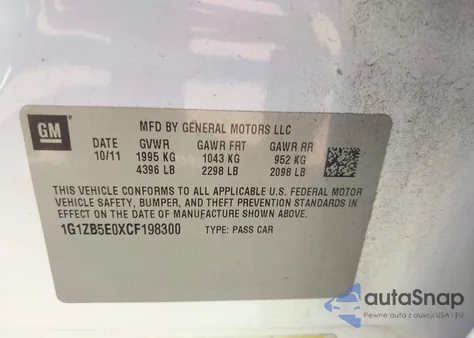 GM
MFD BY GENERAL MOTORS LLC
DATE GVWR GAWR FRT GAWR RR
10/11 1995 KG 1043 KG 952 KG
4396 LB 2298 LB 2098 LB
THIS VEHICLE CONFORMS TO ALL APPLICABLE U.S. FEDERAL MOTOR
VEHICLE SAFETY, BUMPER, AND THEFT PREVENTION STANDARDS IN
EFFECT ON THE DATE OF MANUFACTURE SHOWN ABOVE.
1G1ZB5E0XCF198300 TYPE: PASS CAR
autoSnap
Pewne auta z aukcji USA i EU